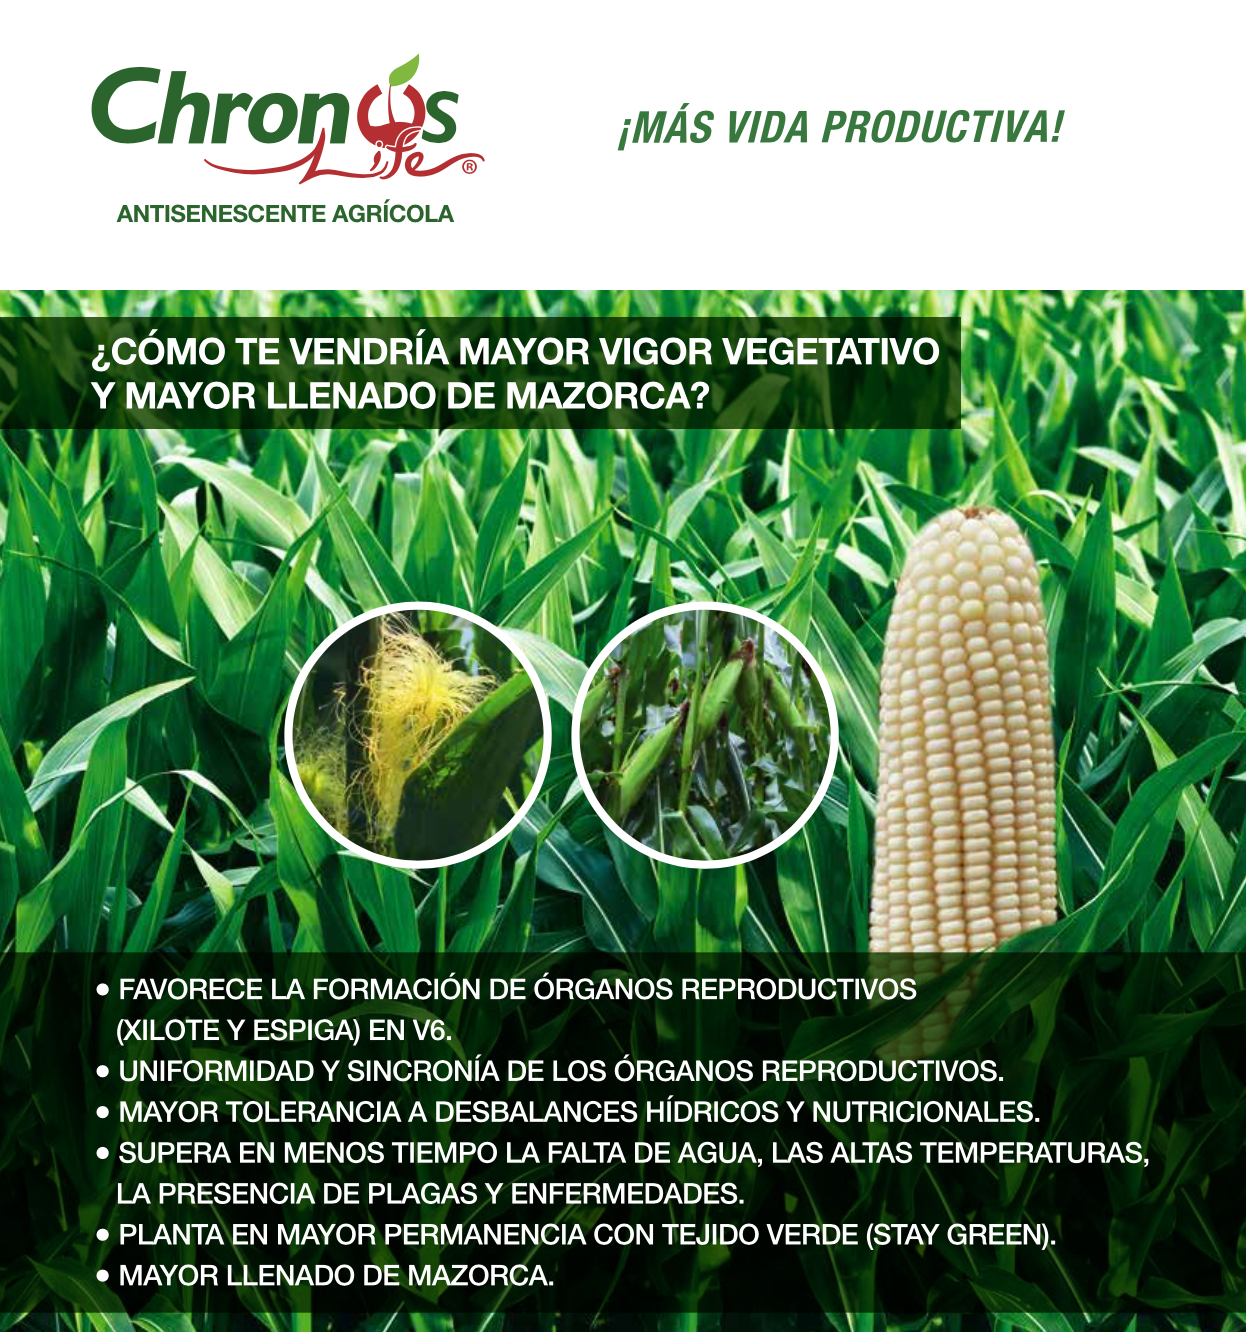 Chronos
Life®
ANTISENESCENTE AGRÍCOLA
¡MÁS VIDA PRODUCTIVA!
¿CÓMO TE VENDRÍA MAYOR VIGOR VEGETATIVO
Y MAYOR LLENADO DE MAZORCA?
• FAVORECE LA FORMACIÓN DE ÓRGANOS REPRODUCTIVOS
(XILOTE Y ESPIGA) EN V6.
• UNIFORMIDAD Y SINCRONÍA DE LOS ÓRGANOS REPRODUCTIVOS.
• MAYOR TOLERANCIA A DESBALANCES HÍDRICOS Y NUTRICIONALES.
• SUPERA EN MENOS TIEMPO LA FALTA DE AGUA, LAS ALTAS TEMPERATURAS,
LA PRESENCIA DE PLAGAS Y ENFERMEDADES.
• PLANTA EN MAYOR PERMANENCIA CON TEJIDO VERDE (STAY GREEN).
• MAYOR LLENADO DE MAZORCA.